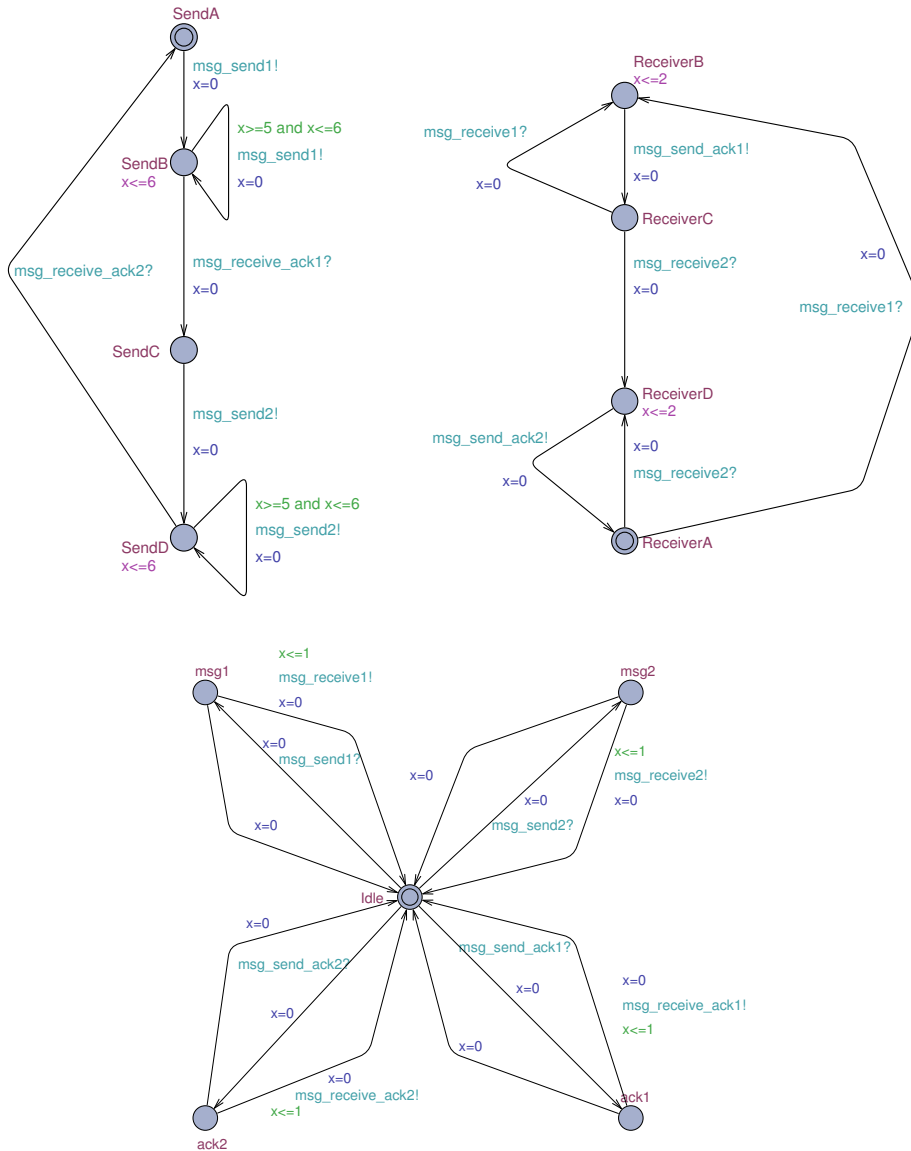 SendA
msg_send1!
x=0
x>=5 and x<=6
msg_send1!
x=0
SendB
x<=6
msg_receive_ack1?
x=0
msg_receive_ack2?
SendC
msg_send2!
x=0
x>=5 and x<=6
msg_send2!
x=0
SendD
x<=6
ReceiverB
x<=2
msg_receive1?
x=0
msg_send_ack1!
x=0
ReceiverC
msg_receive2?
x=0
x=0
msg_receive1?
ReceiverD
x<=2
msg_send_ack2!
x=0
x=0
msg_receive2?
ReceiverA
msg1
x<=1
msg_receive1!
x=0
x=0
msg_send1?
x=0
msg2
x<=1
msg_receive2!
x=0
x=0
x=0
msg_send2?
Idle
x=0
msg_send_ack2?
x=0
x=0
msg_receive_ack2!
x<=1
ack2
msg_send_ack1?
x=0
x=0
x=0
msg_receive_ack1!
x<=1
ack1